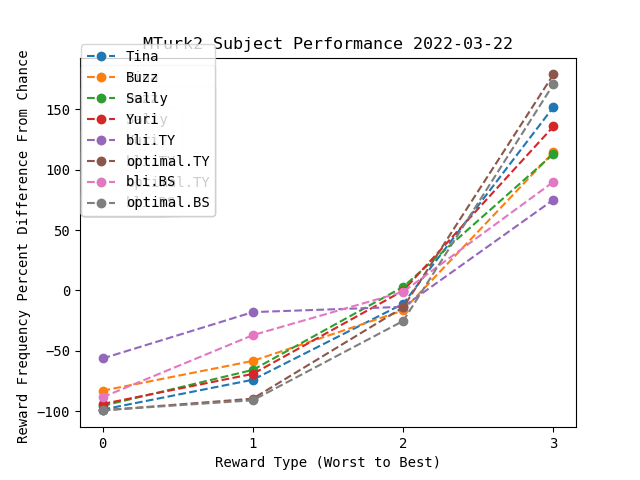 MTurk2 Subject Performance 2022-03-22
Reward Frequency Percent Difference From Chance
150
100
50
0
−50
−100
Tina
Buzz
Sally
Yuri
bli.TY
optimal.TY
bli.BS
optimal.BS
0
1
2
3
Reward Type (Worst to Best)